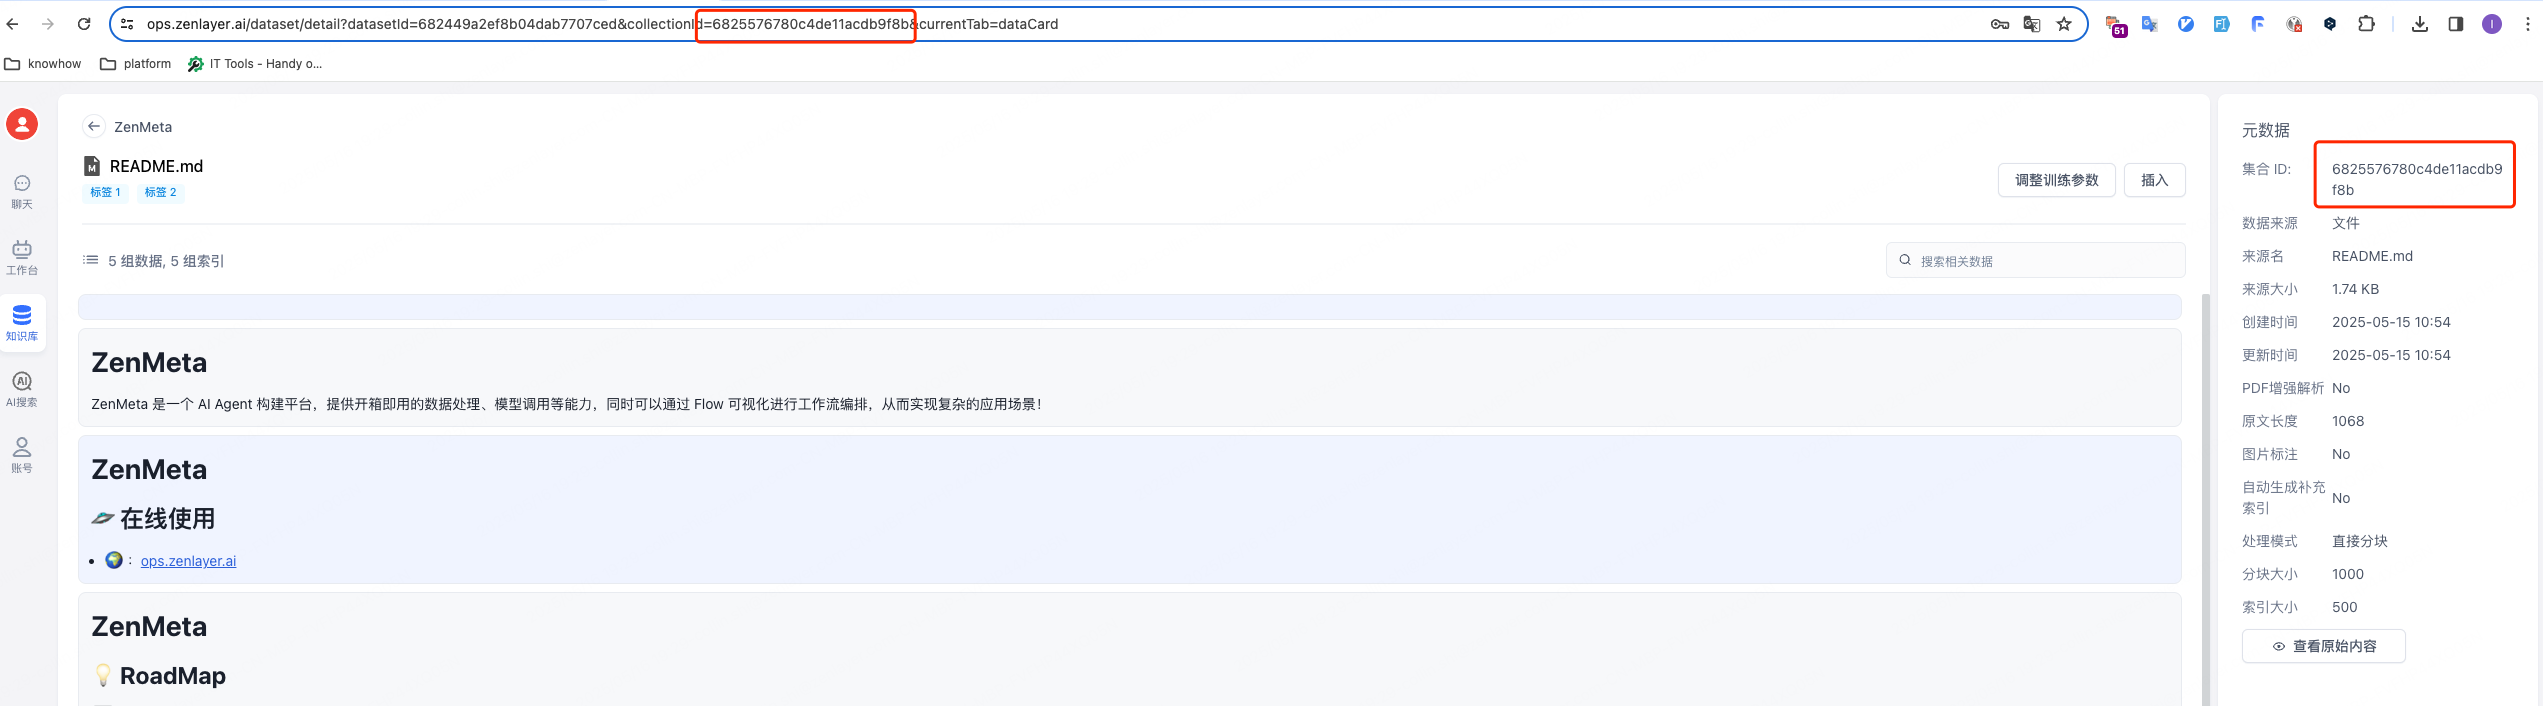 ops.zenlayer.ai/dataset/detail?datasetId=682449a2ef8b04dab7707ced&collectionId=6825576780c4de11acdb9f8b&currentTab=dataCard
51
knowhow
platform
IT Tools - Handy o...
聊天
工作台
知识库
AI搜索
账号
ZenMeta
README.md
标签 1
标签 2
调整训练参数
插入
5 组数据, 5 组索引
搜索相关数据
ZenMeta
ZenMeta 是一个 AI Agent 构建平台，提供开箱即用的数据处理、模型调用等能力，同时可以通过 Flow 可视化进行工作流编排，从而实现复杂的应用场景！
ZenMeta
在线使用
• : ops.zenlayer.ai
ZenMeta
RoadMap
元数据
集合 ID: 6825576780c4de11acdb9
f8b
数据来源 文件
来源名 README.md
来源大小 1.74 KB
创建时间 2025-05-15 10:54
更新时间 2025-05-15 10:54
PDF增强解析 No
原文长度 1068
图片标注 No
自动生成补充
索引 No
处理模式 直接分块
分块大小 1000
索引大小 500
查看原始内容